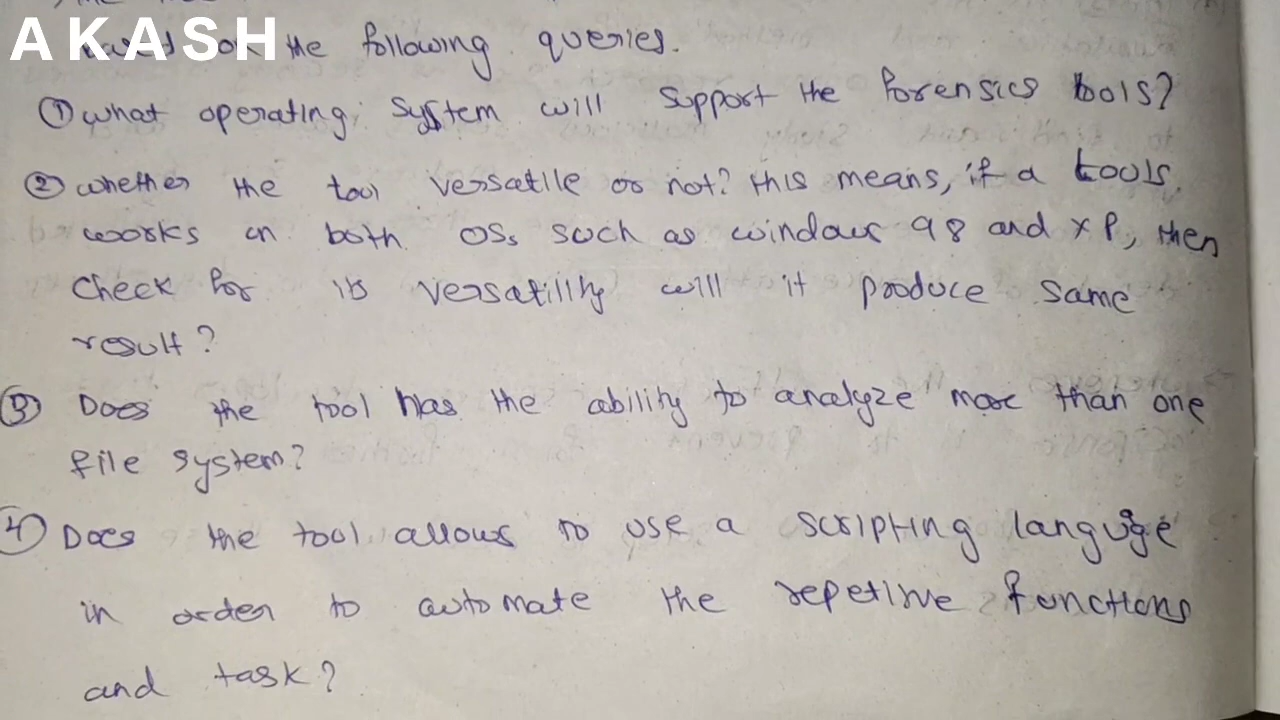 AKASH
based on the following queries.
① what operating system will support the forensics tools?
② whether the tool versatile or not? this means, if a tools
works in both OSs such as windows 98 and XP, then
check for its versatility will it produce same
result?
③ Does the tool has the ability to analyze more than one
file system?
④ Does the tool allows to use a scripting languge
in order to automate the repetive functions
and task?